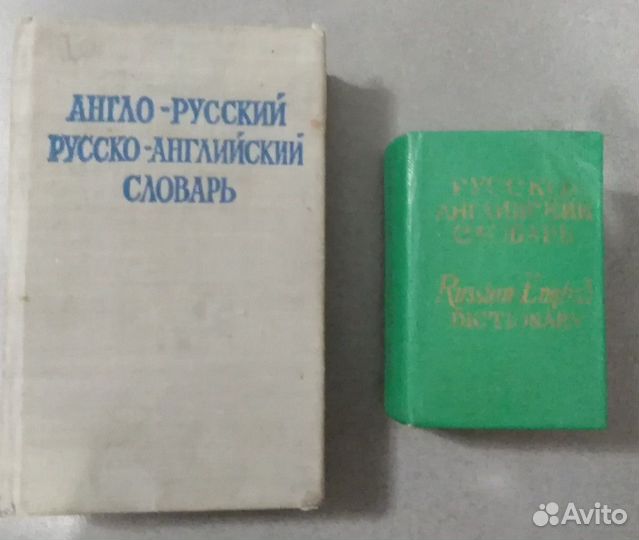 АНГЛО-РУССКИЙ
РУССКО-АНГЛИЙСКИЙ
СЛОВАРЬ
РУССКО
АНГЛИЙСКИЙ
СЛОВАРЬ
Russian English
DICTIONARY
Avito